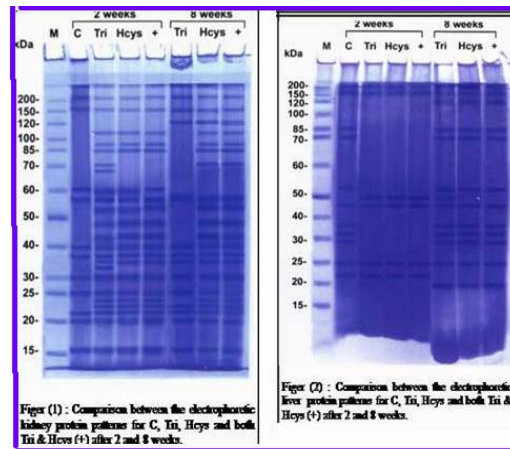 2 weeks 8 weeks
kDa M C Tri Hcys + Tri Hcys +
200-
150-
120-
100-
85-
70-
60-
50-
40-
30-
25-
20-
15-
Figer (1) : Comparison between the electrophoretic
kidney protein patterns for C, Tri, Hcys and both
Tri & Hcys (+) after 2 and 8 weeks.
2 weeks 8 weeks
kDa M C Tri Hcys + Tri Hcys +
200-
150-
120-
100-
85-
70-
60-
50-
40-
30-
25-
20-
15-
Figer (2) : Comparison between the electrophoretic
liver protein patterns for C, Tri, Hcys and both Tri &
Hcys (+) after 2 and 8 weeks.